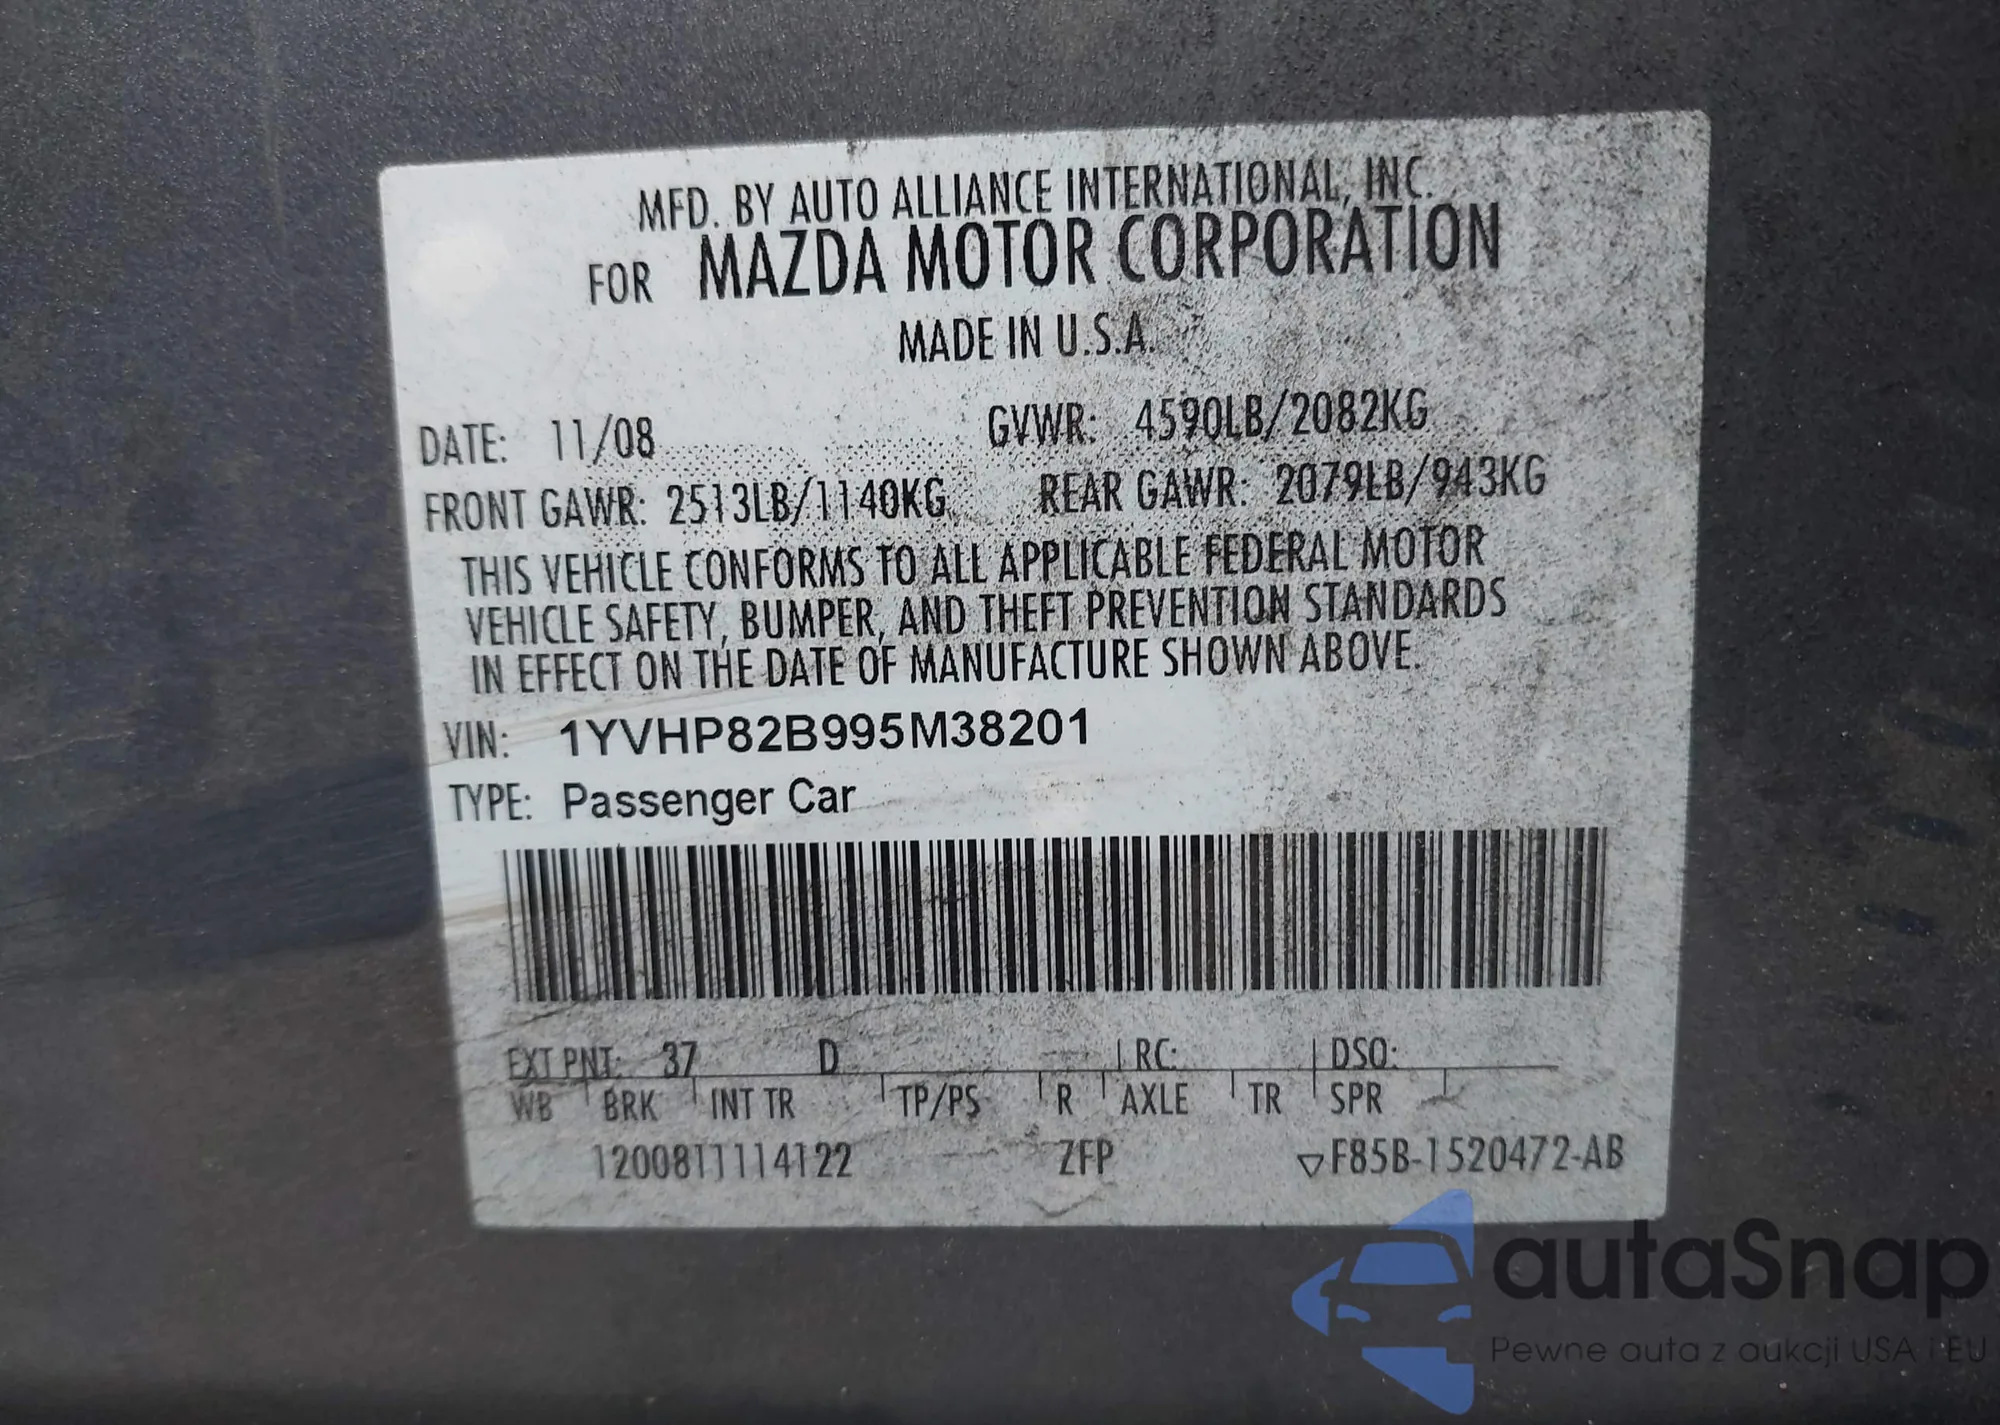 MFD. BY AUTO ALLIANCE INTERNATIONAL, INC.
FOR MAZDA MOTOR CORPORATION
MADE IN U.S.A.
DATE: 11/08 GVWR: 4590LB/2082KG
FRONT GAWR: 2513LB/1140KG REAR GAWR: 2079LB/943KG
THIS VEHICLE CONFORMS TO ALL APPLICABLE FEDERAL MOTOR
VEHICLE SAFETY, BUMPER, AND THEFT PREVENTION STANDARDS
IN EFFECT ON THE DATE OF MANUFACTURE SHOWN ABOVE.
VIN: 1YVHP82B995M38201
TYPE: Passenger Car
EXT PNT: 37 D RC: DSO:
WB BRK INT TR TP/PS R AXLE TR SPR
1200811114122 ZFP ▽F85B-1520472-AB
autaSnap
Pewne auta z aukcji USA i EU